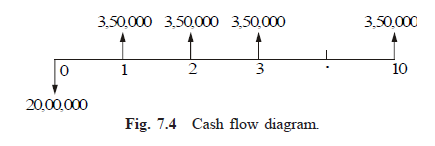 3,50,000 3,50,000 3,50,000 3,50,000
0 1 2 3 . 10
20,00,000
Fig. 7.4 Cash flow diagram.